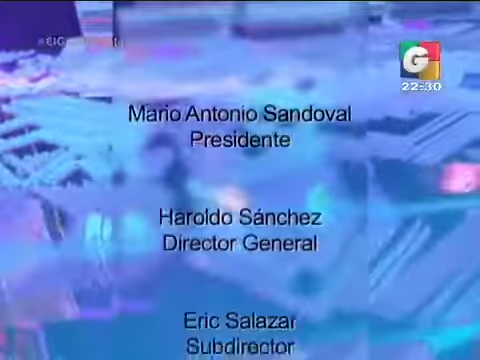 G
22:30
Mario Antonio Sandoval
Presidente
Haroldo Sánchez
Director General
Eric Salazar
Subdirector